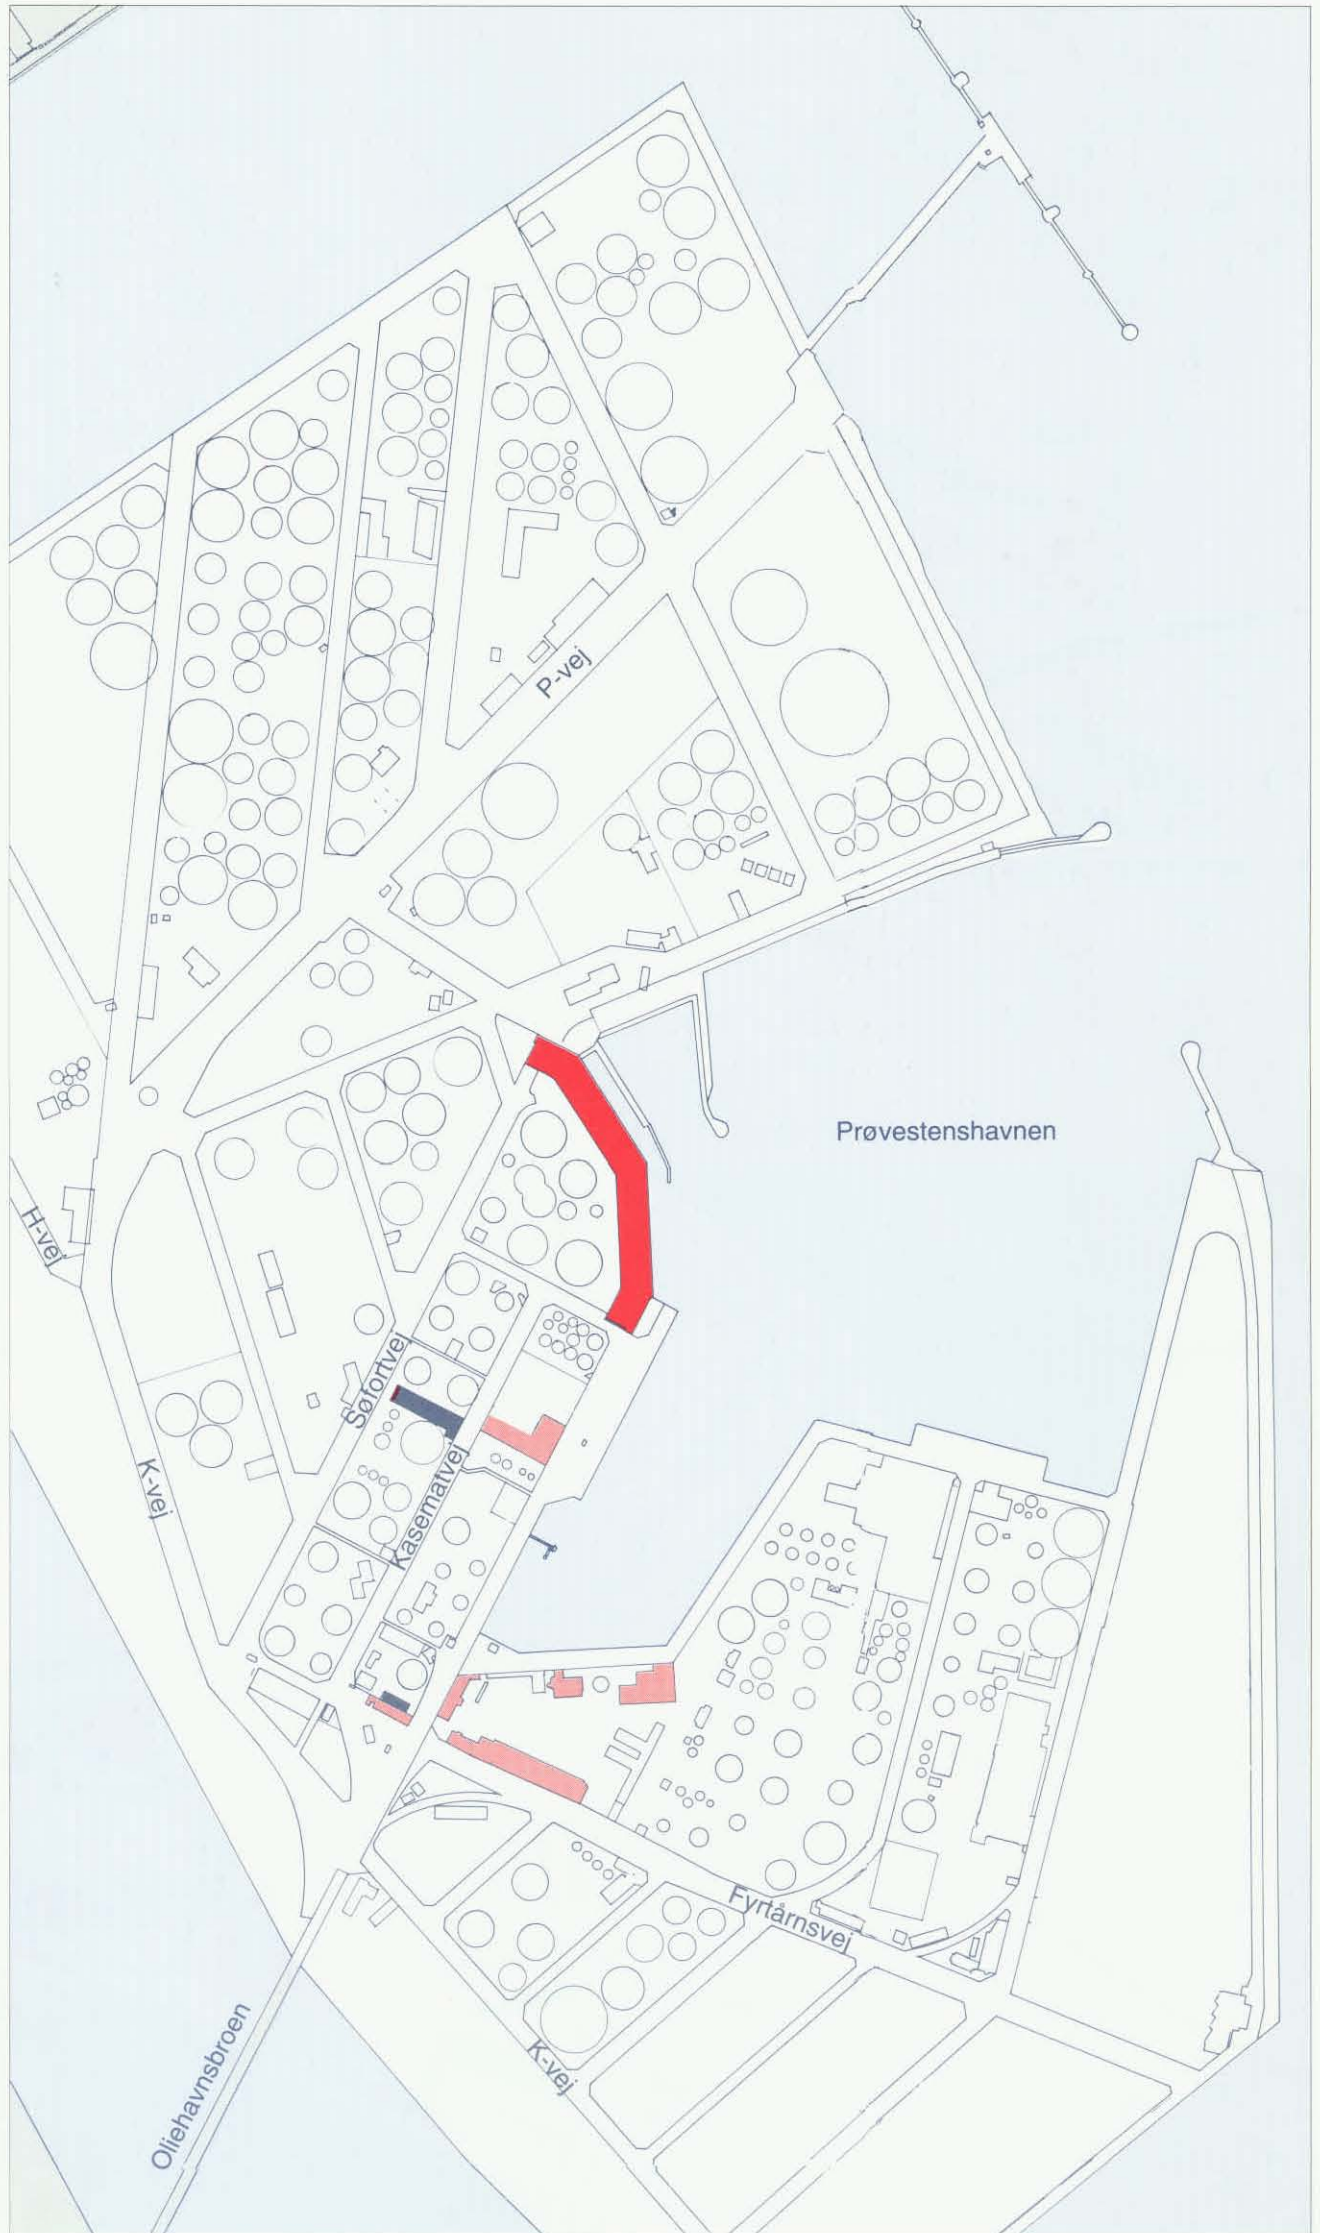 P-vej
Prøvestenshavnen
H-vej
Søfortvej
K-vej
Kasematvej
Fyrtårnsvej
K-vej
Oliehavnsbroen